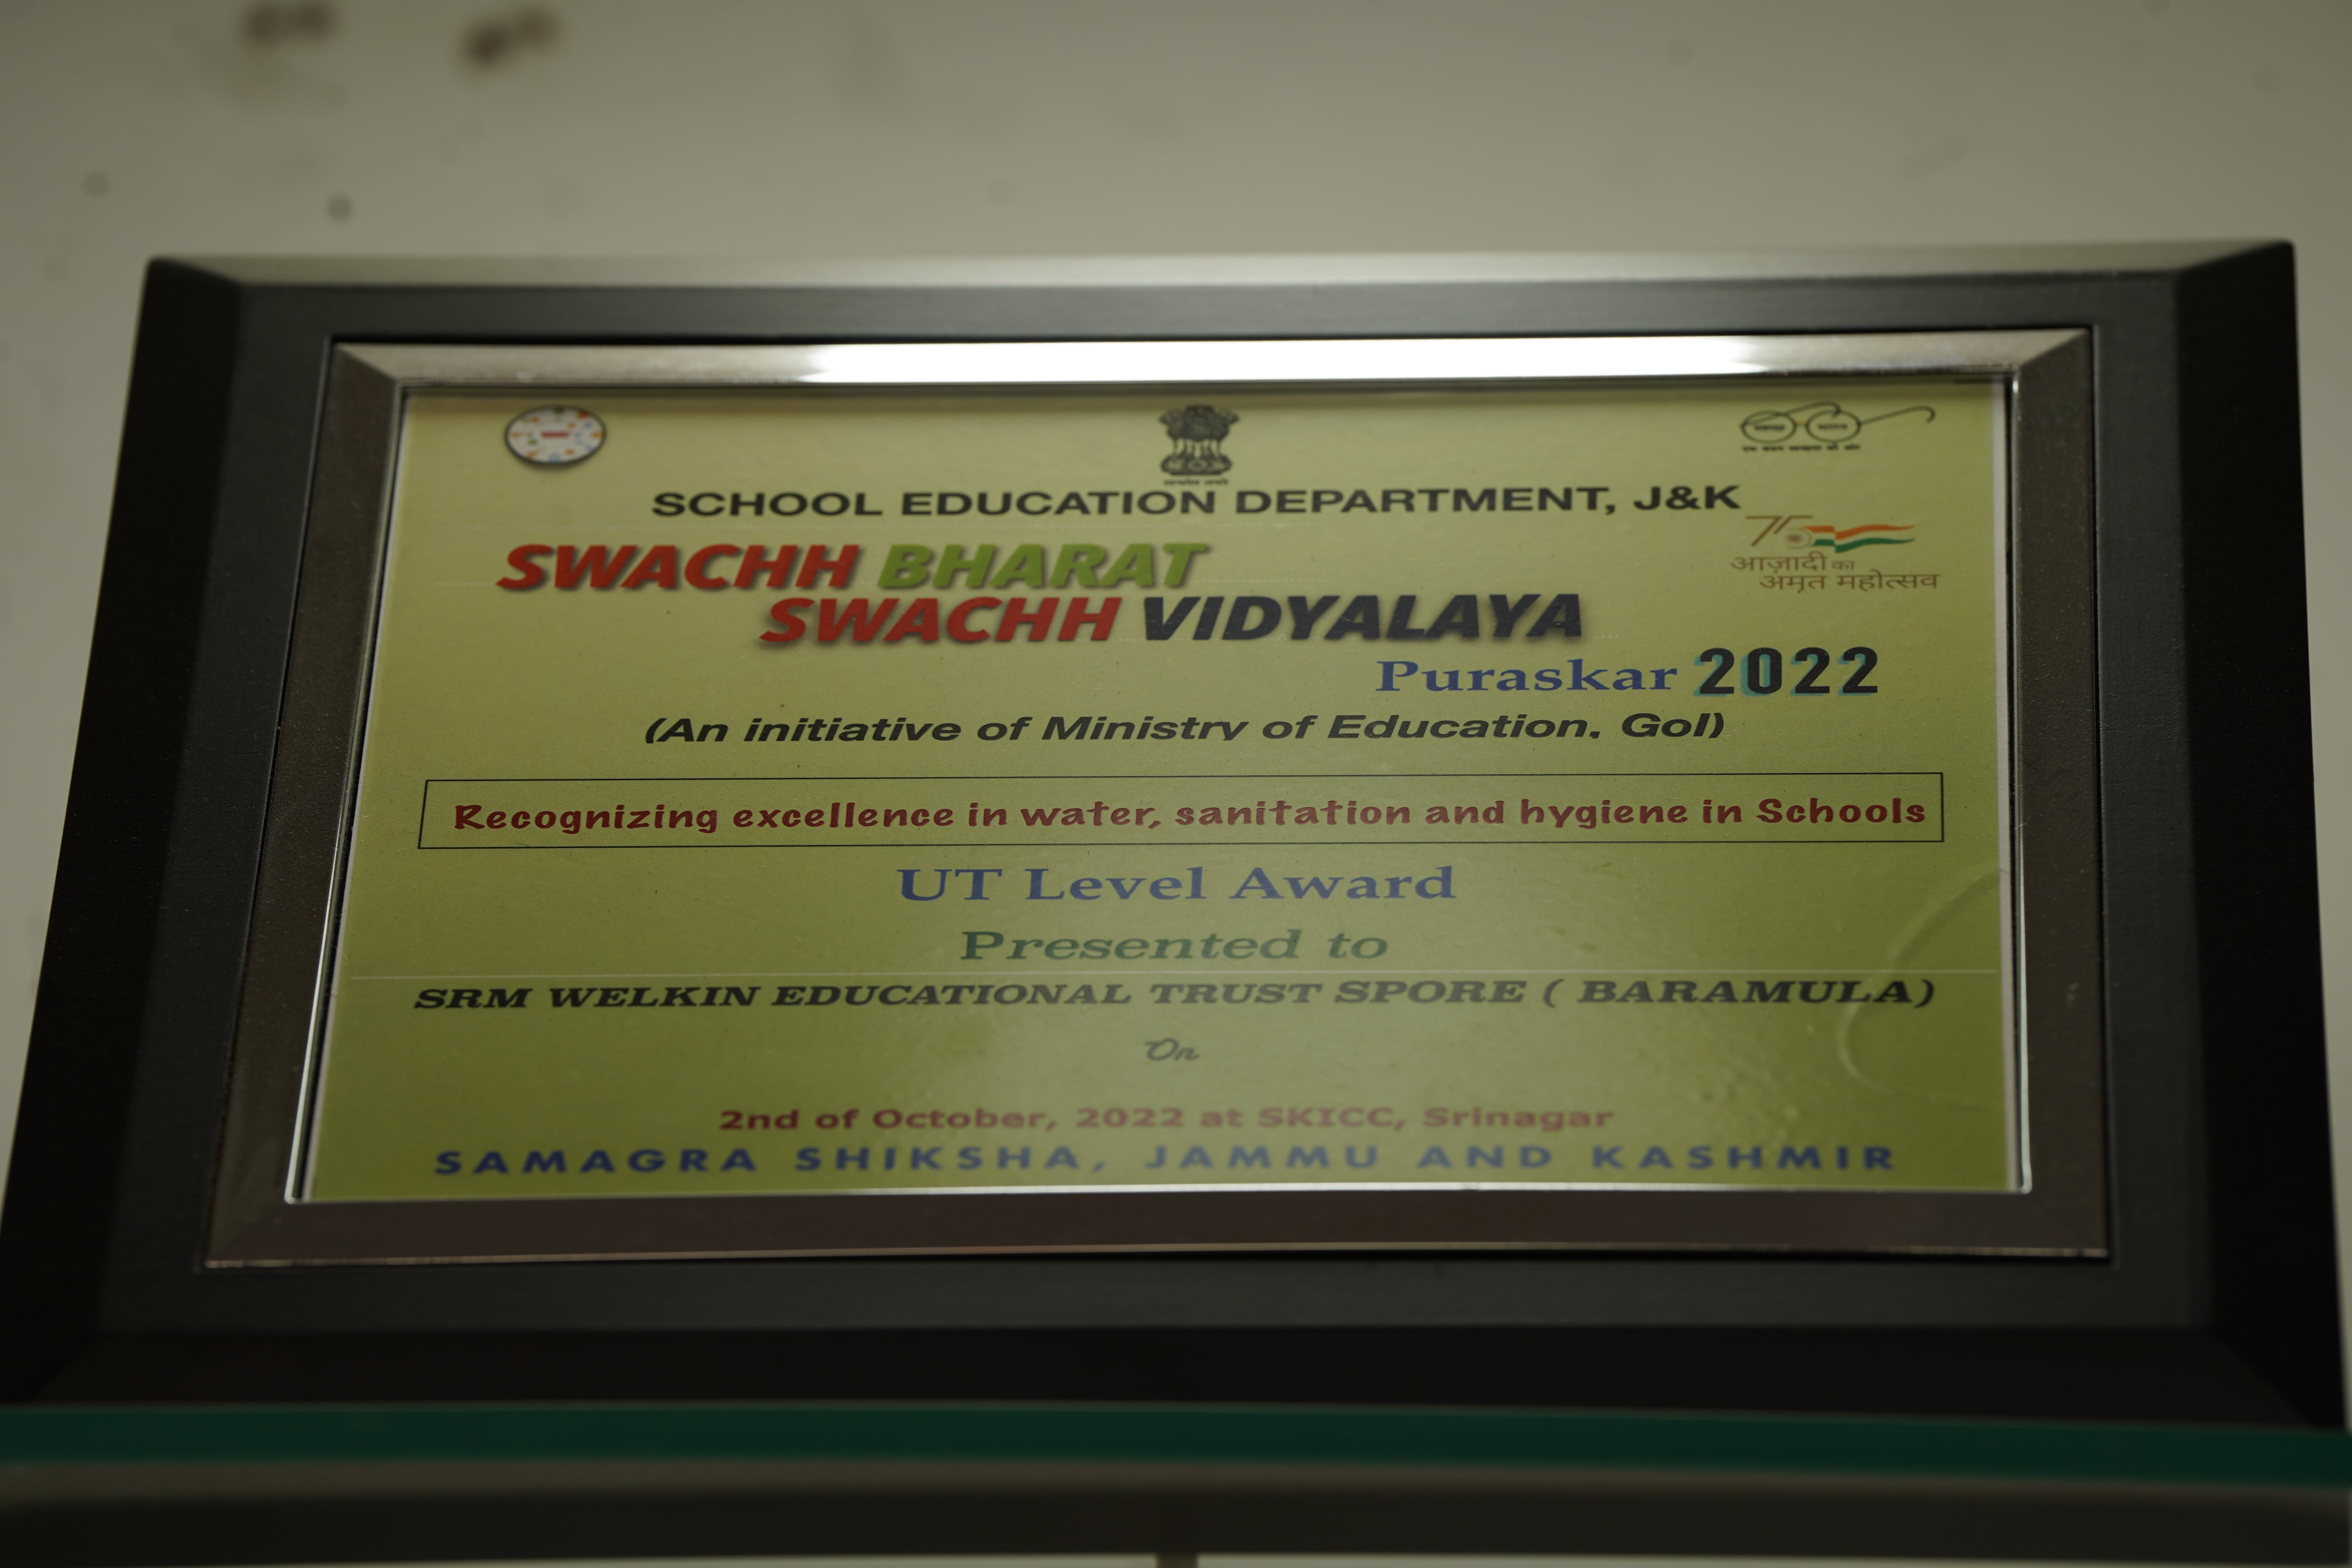 SCHOOL EDUCATION DEPARTMENT, J&K
SWACHH BHARAT
SWACHH VIDYALAYA
75
आज़ादी का
अमृत महोत्सव
Puraskar 2022
(An initiative of Ministry of Education. GoI)
Recognizing excellence in water, sanitation and hygiene in Schools
UT Level Award
Presented to
SRM WELKIN EDUCATIONAL TRUST SPORE ( BARAMULA)
On
2nd of October, 2022 at SKICC, Srinagar
SAMAGRA SHIKSHA, JAMMU AND KASHMIR